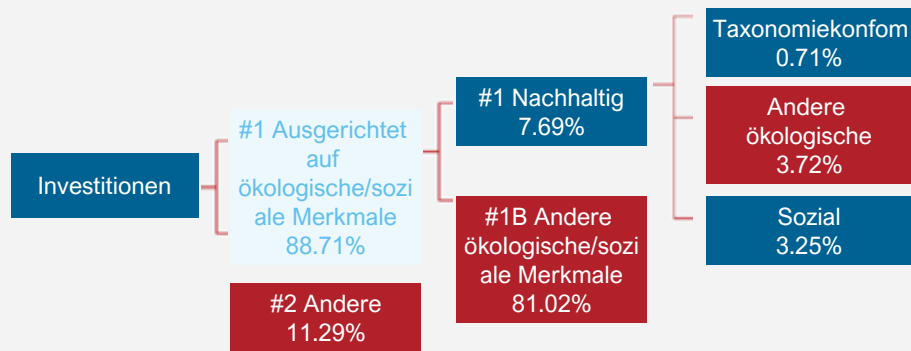 Investitionen
#1 Ausgerichtet
auf
ökologische/sozi
ale Merkmale
88.71%
#2 Andere
11.29%
#1 Nachhaltig
7.69%
#1B Andere
ökologische/sozi
ale Merkmale
81.02%
Taxonomiekonfom
0.71%
Andere
ökologische
3.72%
Sozial
3.25%